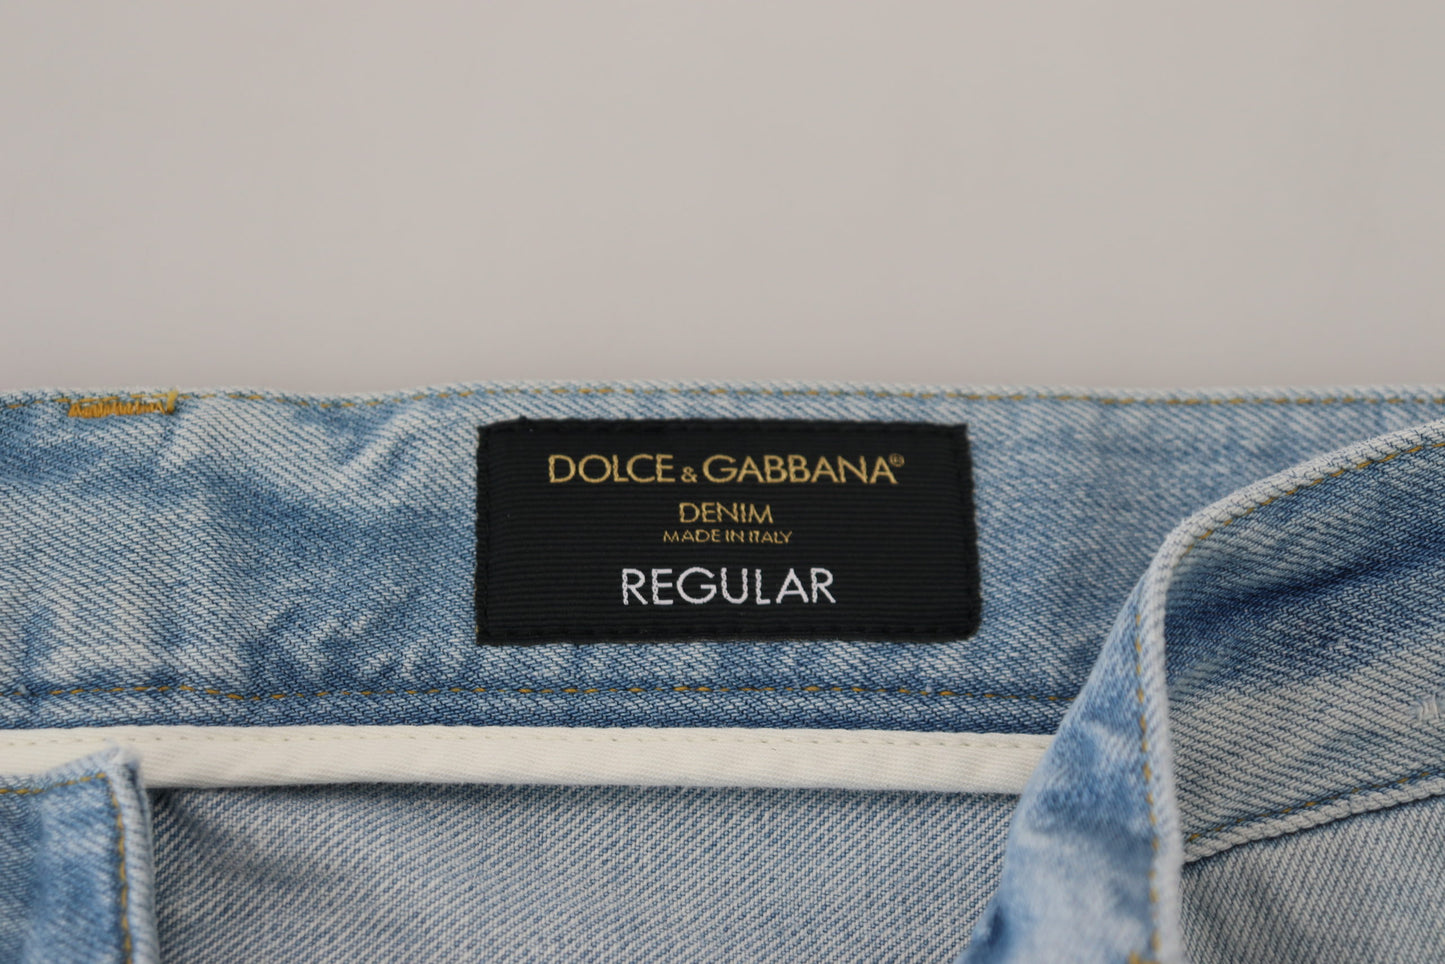 DOLCE & GABBANA®
DENIM
MADE IN ITALY
REGULAR